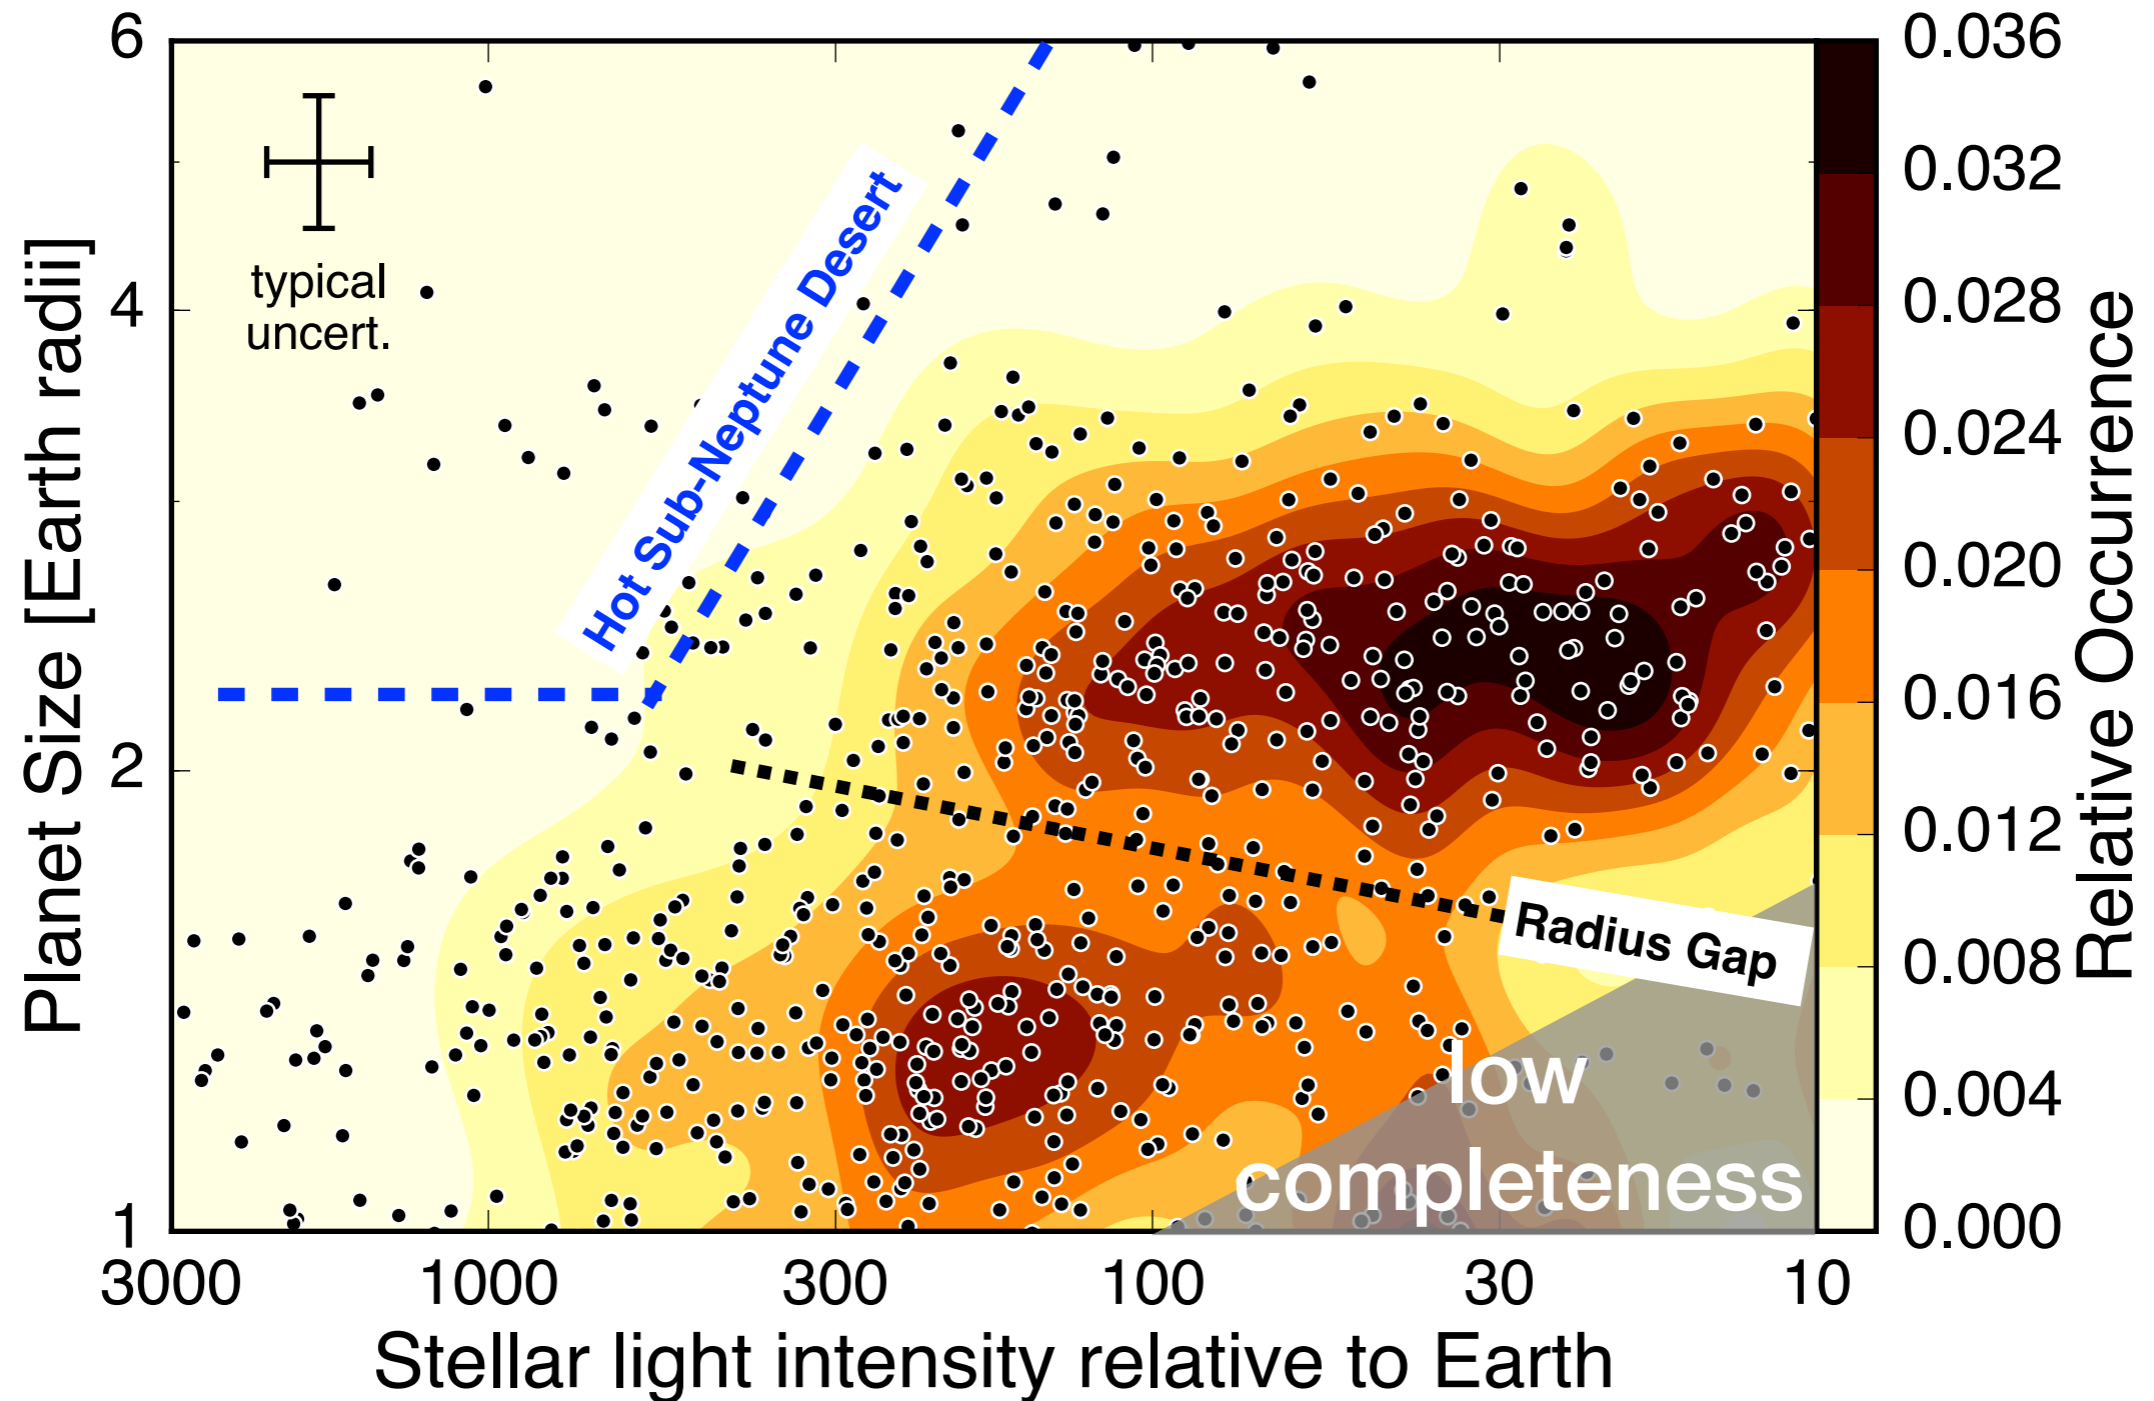 6
4
2
1
Planet Size [Earth radii]
typical
uncert.
Hot Sub-Neptune Desert
Radius Gap
low
completeness
3000
1000
300
100
30
10
Stellar light intensity relative to Earth
0.036
0.032
0.028
0.024
0.020
0.016
0.012
0.008
0.004
0.000
Relative Occurrence